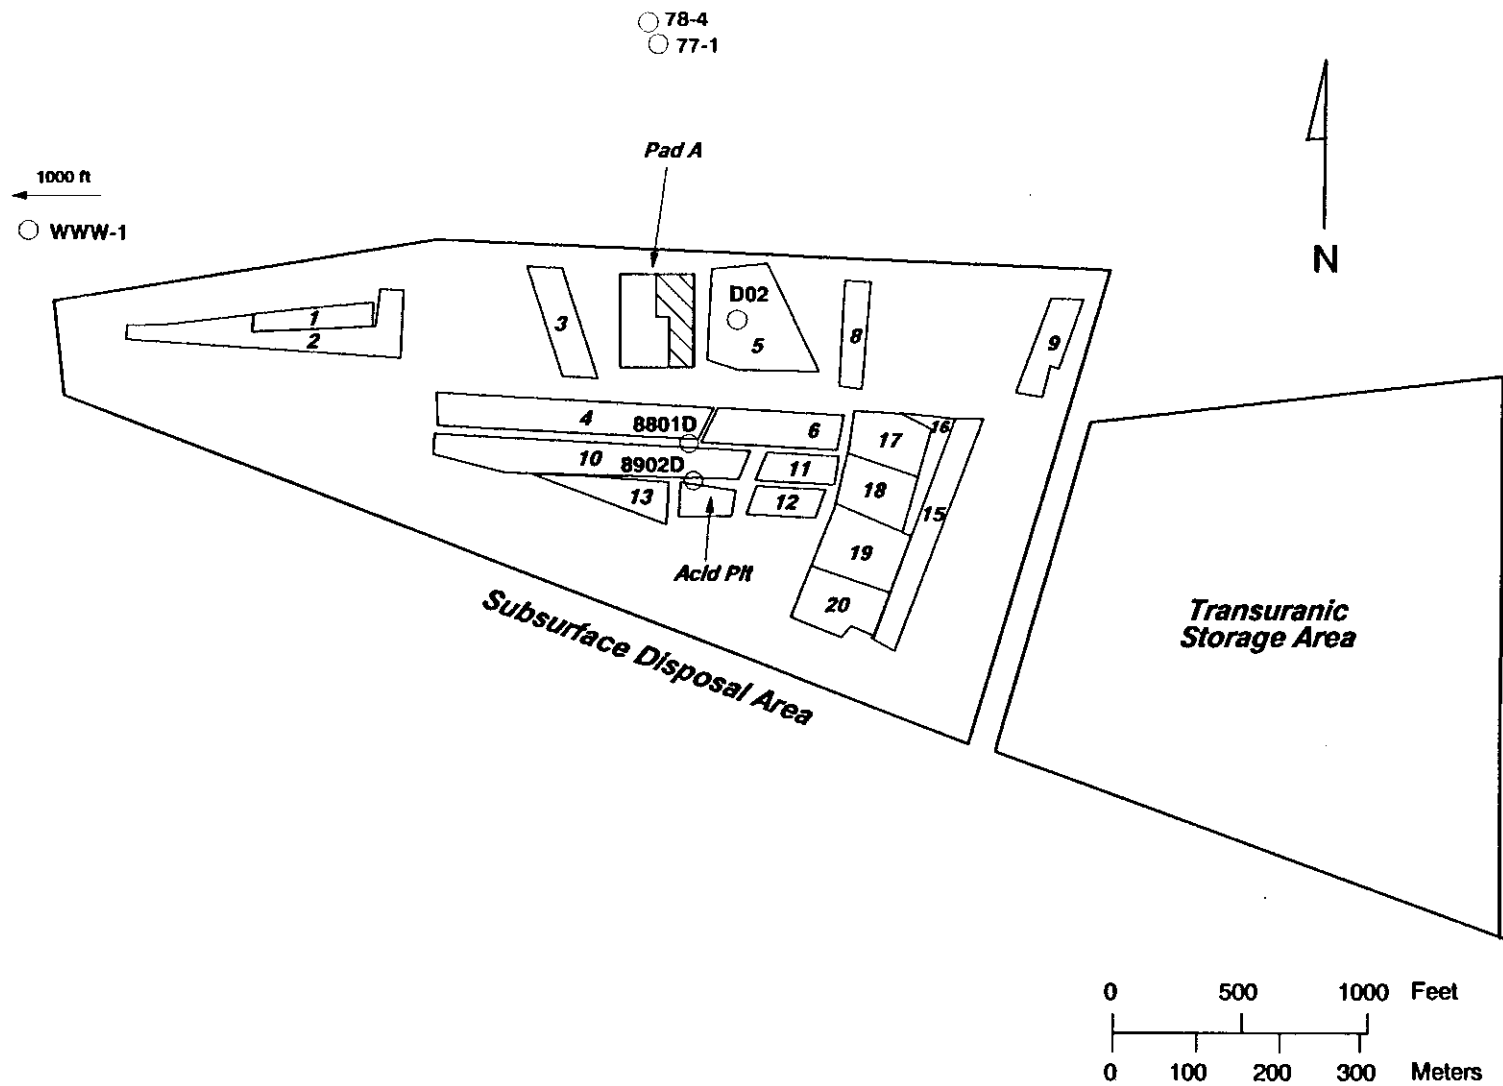 78-4
77-1
Pad A
1000 ft
WWW-1
N
D02
1
2
3
5
8
9
4
8801D
6
10
8902D
11
13
12
17
16
18
15
19
20
Acid Pit
Subsurface Disposal Area
Transuranic
Storage Area
0 500 1000 Feet
0 100 200 300 Meters